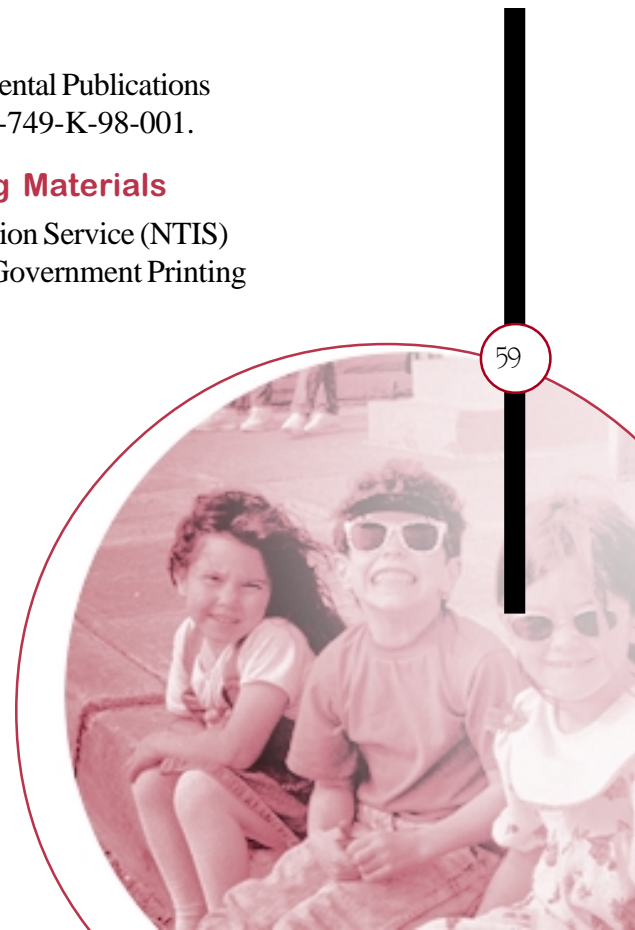 ental Publications
-749-K-98-001.
g Materials
ion Service (NTIS)
Government Printing
59